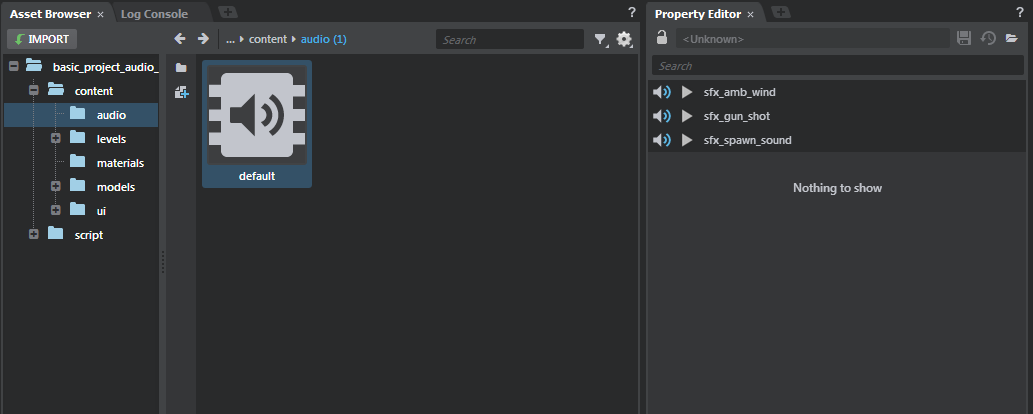 Asset Browser
Log Console
?
IMPORT
... content audio (1)
Search
basic_project_audio_
content
audio
levels
materials
models
ui
script
default
Property Editor
?
<Unknown>
Search
sfx_amb_wind
sfx_gun_shot
sfx_spawn_sound
Nothing to show